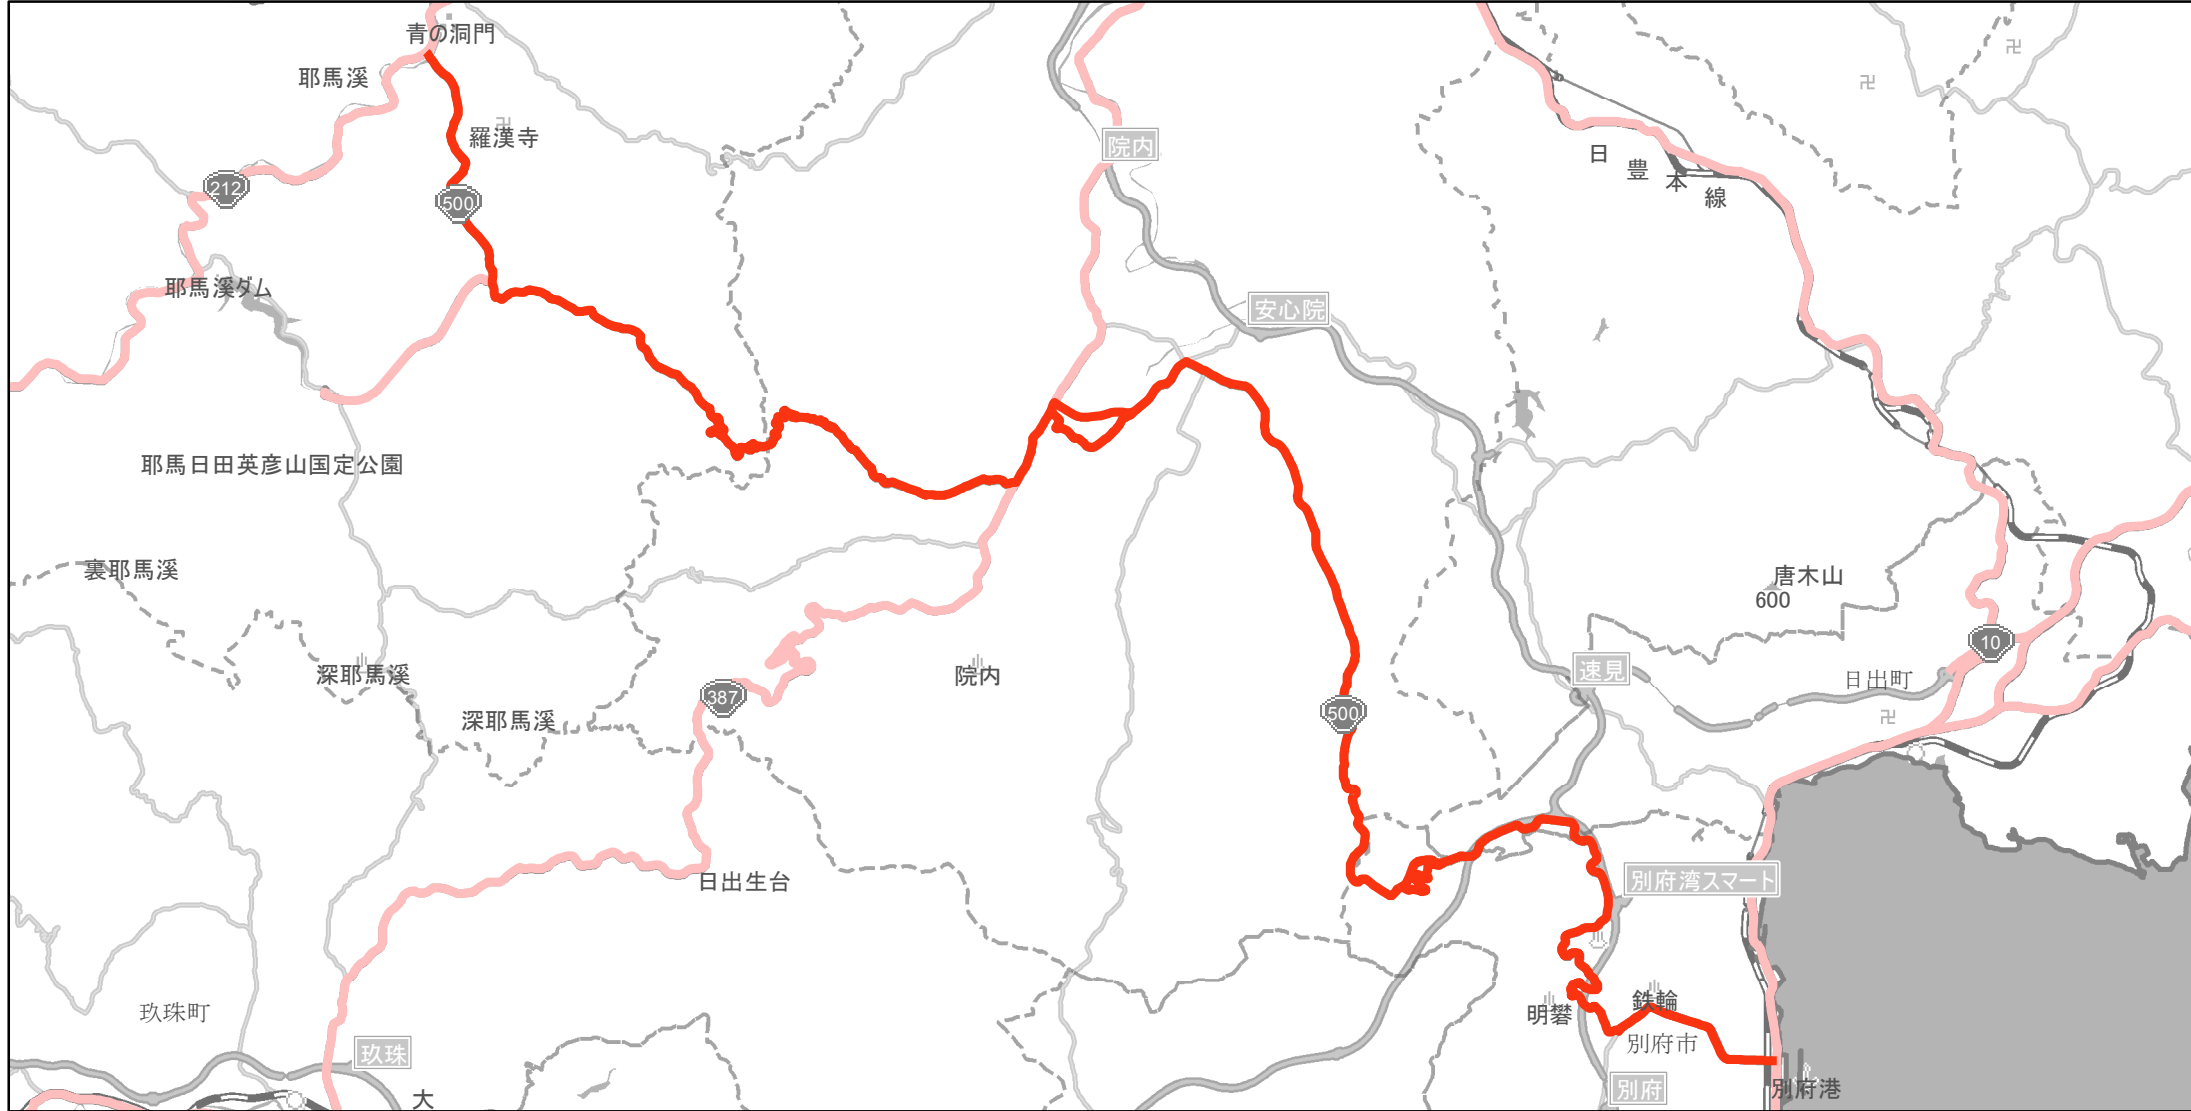 青の洞門
耶馬溪
羅漢寺
院内
日豊本線
212
500
耶馬溪ダム
安心院
耶馬日田英彦山国定公園
裏耶馬溪
唐木山
600
10
深耶馬溪
院内
速見
日出町
387
500
深耶馬溪
日出生台
別府湾スマート
玖珠町
明礬
鉄輪
別府市
玖珠
別府
別府港
大